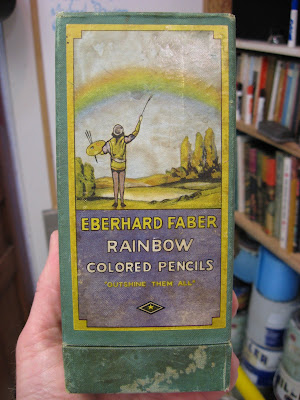 EBERHARD FABER
RAINBOW
COLORED PENCILS
"OUTSHINE THEM ALL"